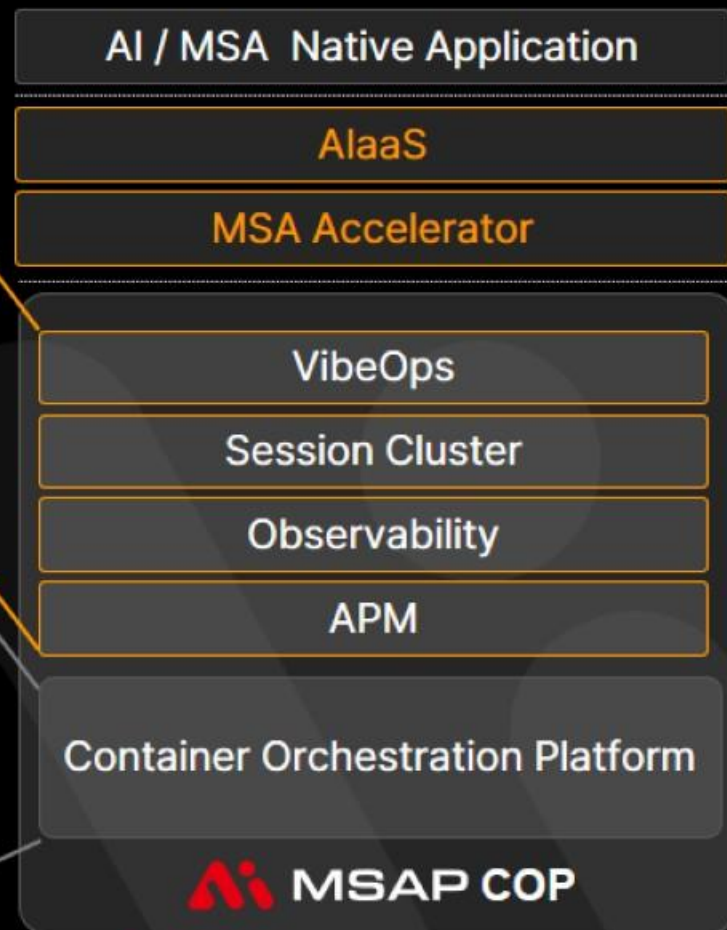 AI / MSA Native Application
AIaaS
MSA Accelerator
VibeOps
Session Cluster
Observability
APM
Container Orchestration Platform
MSAP COP